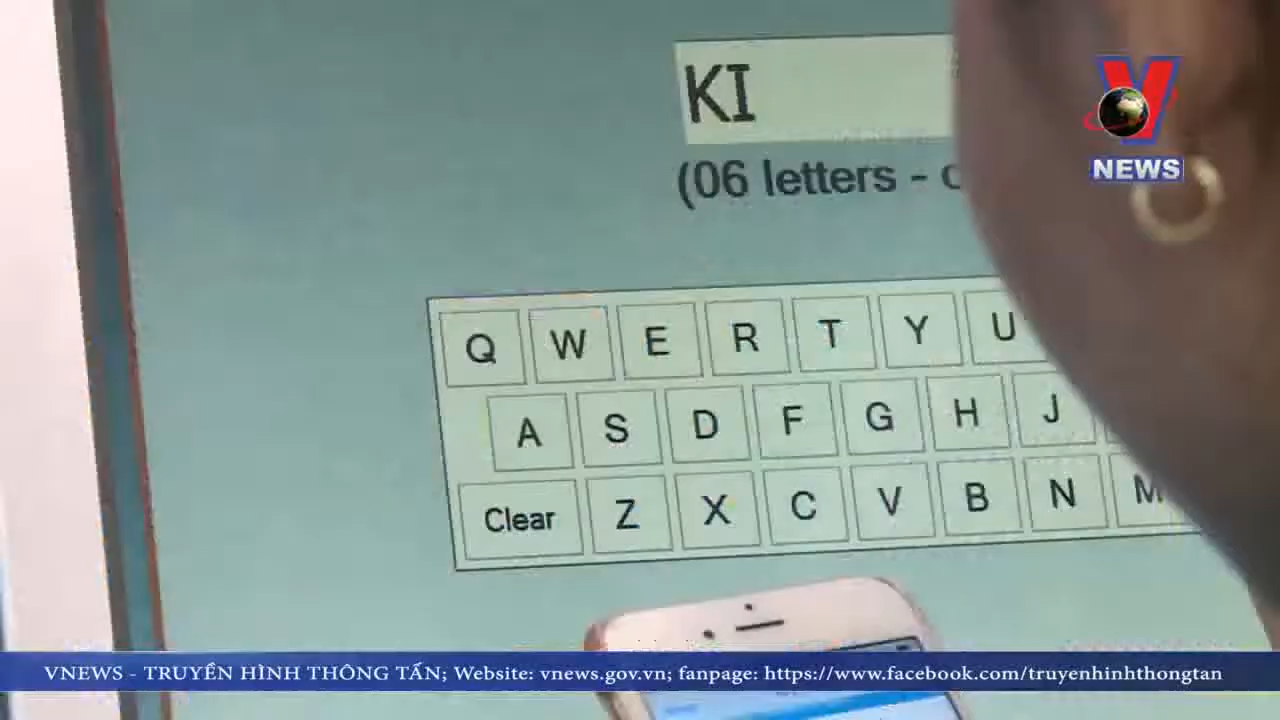 KI
(06 letters -
V
NEWS
Q W E R T Y U
A S D F G H J
Clear Z X C V B N M
VNEWS - TRUYỀN HÌNH THÔNG TẤN; Website: vnews.gov.vn; fanpage: https://www.facebook.com/truyenhinhthongtan